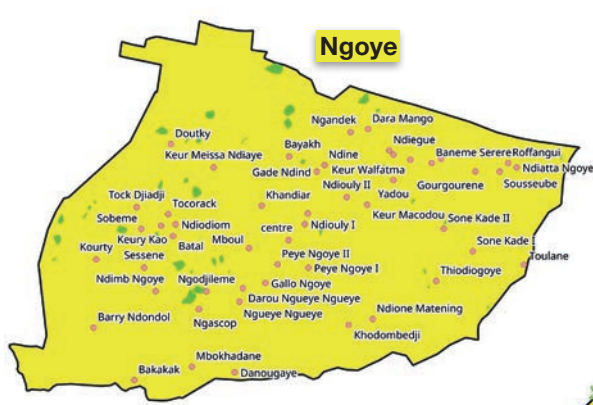 Ngoye
Ngandek
Dara Mango
Doutky
Bayakh
Ndiegue
Keur Meissa Ndiaye
Ndine
Baneme Serere
Roffangui
Gade Ndind
Keur Walfatma
Ndiatta Ngoye
Ndiouly II
Yadou
Gourgourene
Sousseube
Tock Djiadji
Tocorack
Khandiar
Keur Macodou
Sone Kade II
Sobeme
Ndiodiom
Ndiouly I
Keury Kao
Batal
Mboul
centre
Sone Kade I
Kourty
Sessene
Peye Ngoye II
Toulane
Peye Ngoye I
Ndimb Ngoye
Ngodjileme
Gallo Ngoye
Thiodiogoye
Darou Ngueye Ngueye
Barry Ndondol
Ngascop
Ngueye Ngueye
Ndione Matening
Khodombedji
Mbokhadane
Bakakak
Danougaye